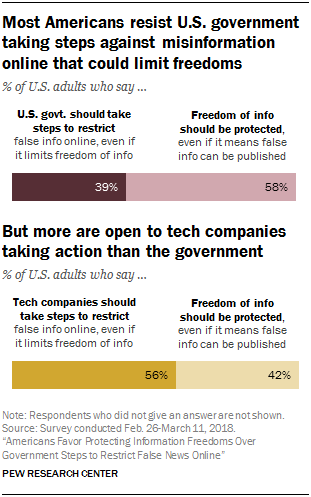 Most Americans resist U.S. government
taking steps against misinformation
online that could limit freedoms
% of U.S. adults who say ...
U.S. govt. should take
steps to restrict
false info online, even if
it limits freedom of info
Freedom of info
should be protected,
even if it means false
info can be published
39%
58%
But more are open to tech companies
taking action than the government
% of U.S. adults who say ...
Tech companies should
take steps to restrict
false info online, even if
it limits freedom of info
Freedom of info
should be protected,
even if it means false
info can be published
56%
42%
Note: Respondents who did not give an answer are not shown.
Source: Survey conducted Feb. 26-March 11, 2018.
“Americans Favor Protecting Information Freedoms Over
Government Steps to Restrict False News Online”
PEW RESEARCH CENTER